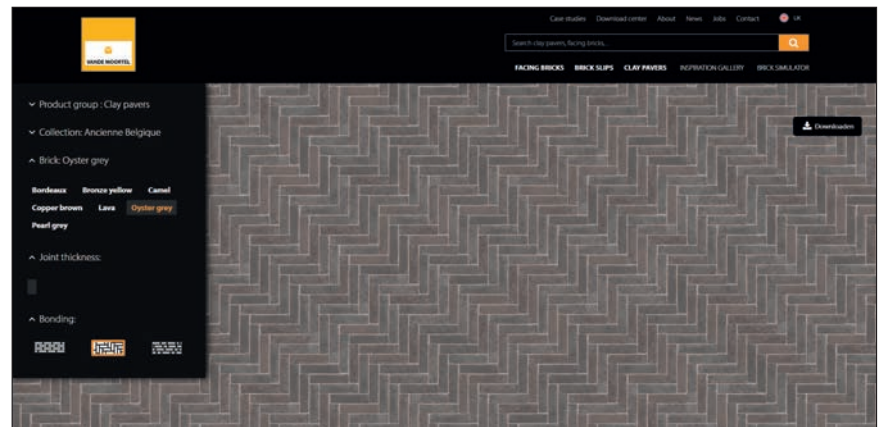 Case studies Download center About News Jobs Contact UK
VANDE MOORTEL
Search clay pavers, facing bricks,...
FACING BRICKS BRICK SLIPS CLAY PAVERS INSPIRATION GALLERY BRICK SIMULATOR
Product group : Clay pavers
Collection: Ancienne Belgique
Brick: Oyster grey
Bordeaux Bronze yellow Camel
Copper brown Lava Oyster grey
Pearl grey
Joint thickness:
Bonding:
Downloaden